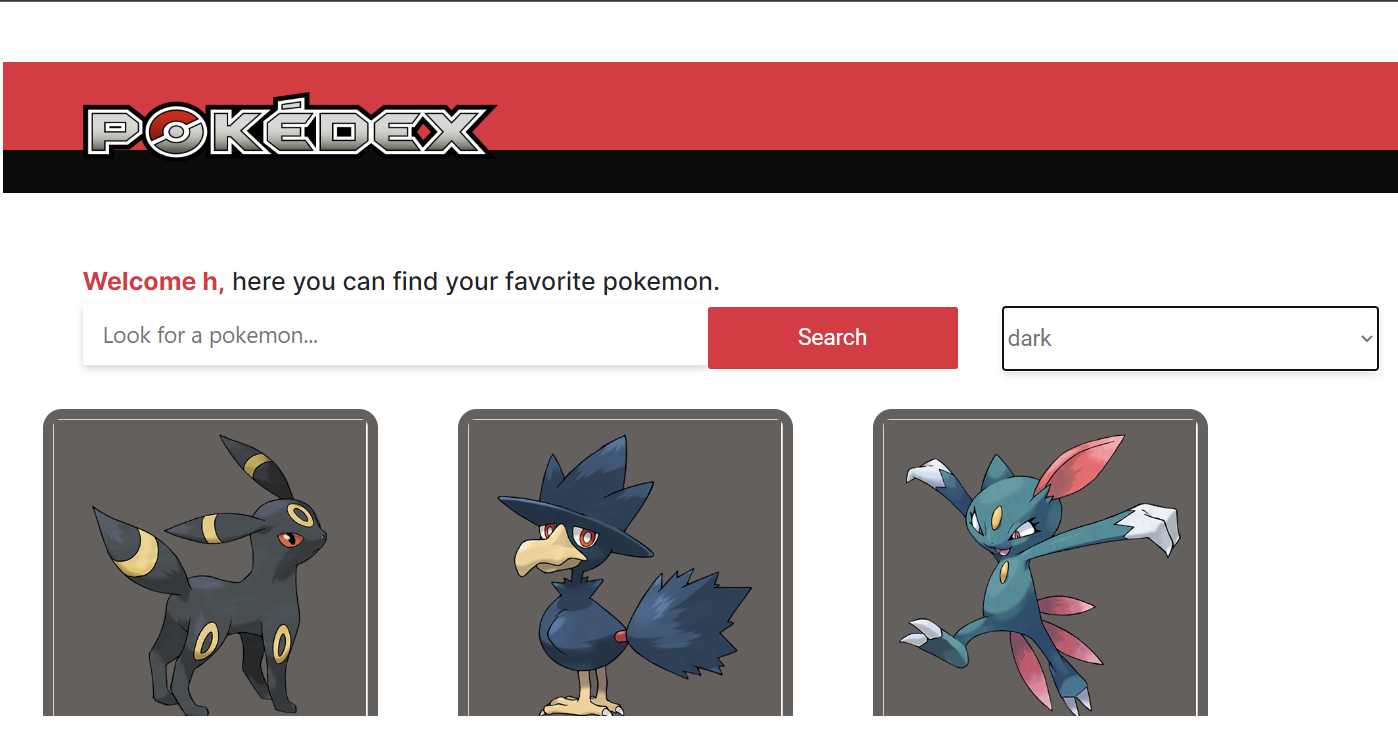 POKÉDEX
Welcome h, here you can find your favorite pokemon.
Look for a pokemon...
Search
dark